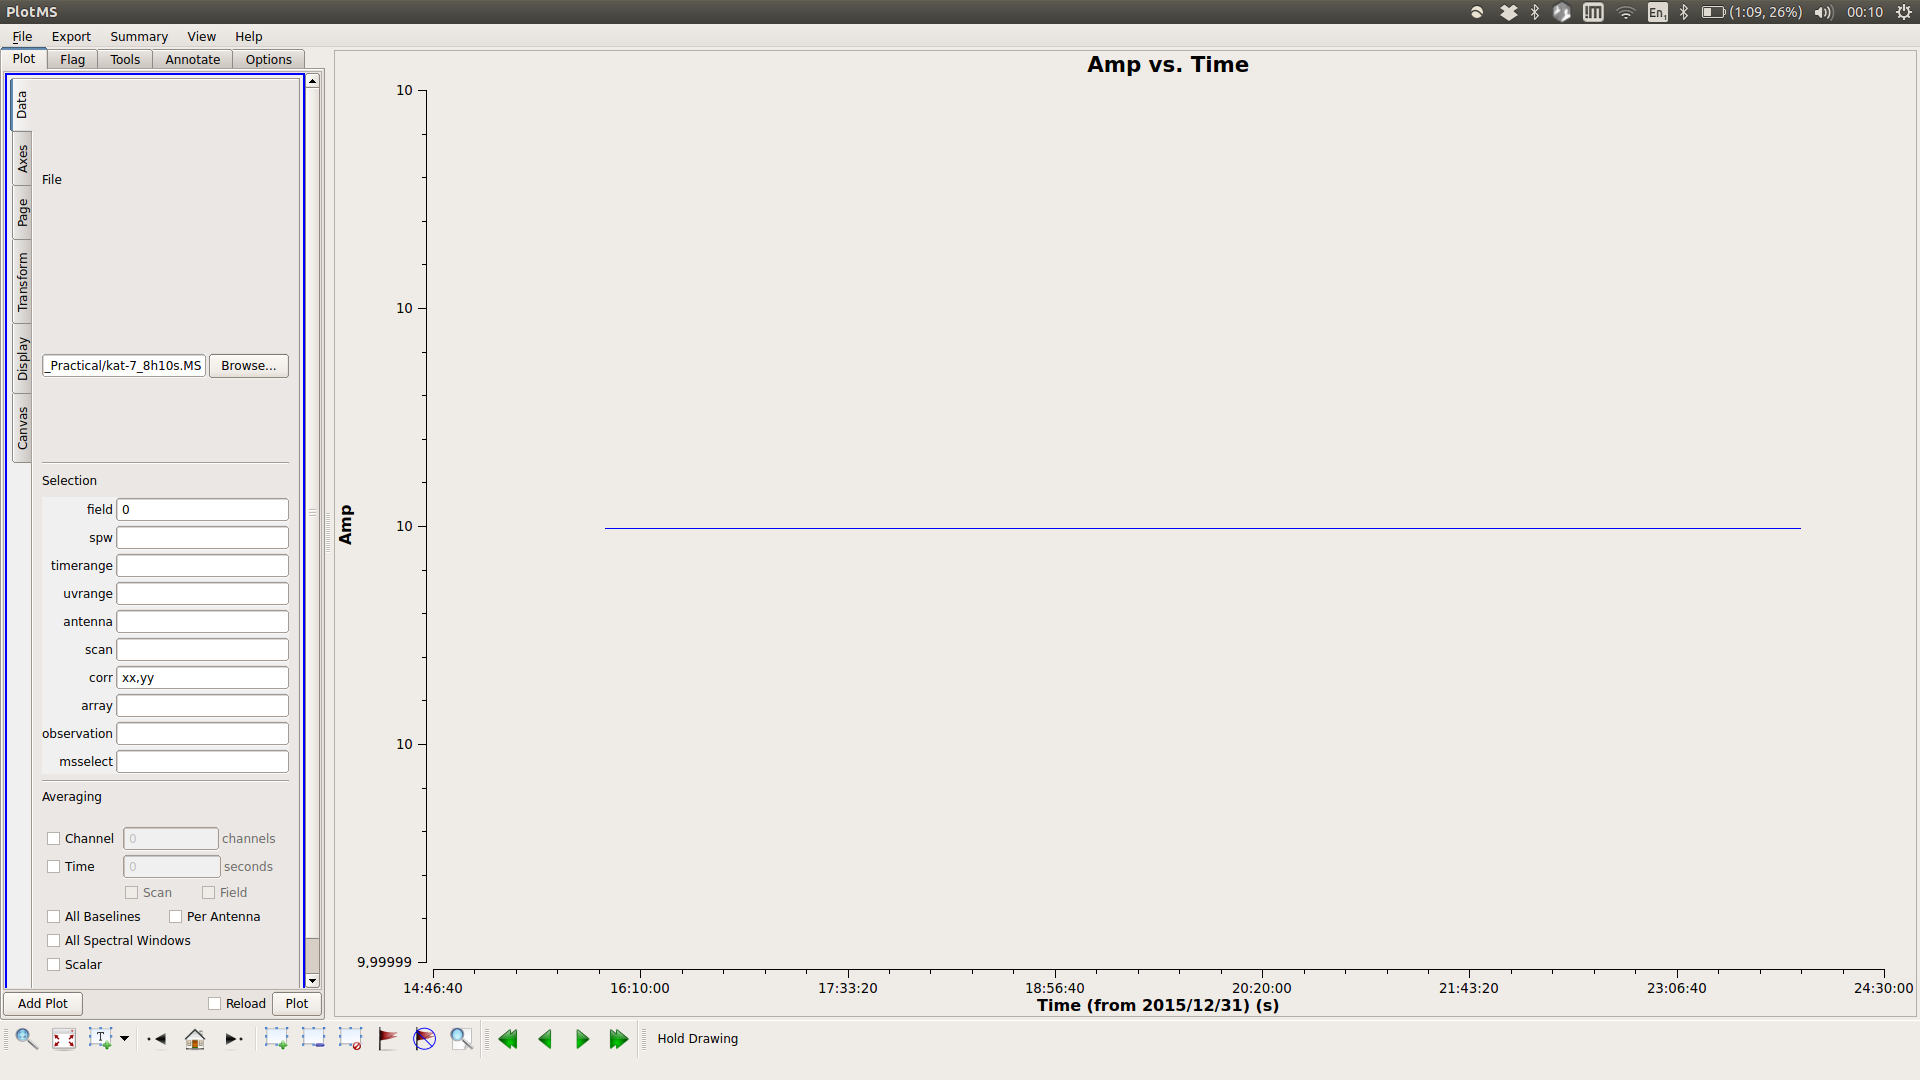 PlotMS
En1
(1:09, 26%)
00:10
File Export Summary View Help
Plot Flag Tools Annotate Options
Data
Axes
Page
Transform
Display
Canvas
File
_Practical/kat-7_8h10s.MS Browse...
Selection
field 0
spw
timerange
uvrange
antenna
scan
corr xx,yy
array
observation
msselect
Averaging
Channel 0 channels
Time 0 seconds
Scan Field
All Baselines Per Antenna
All Spectral Windows
Scalar
Add Plot Reload Plot
Amp vs. Time
10
10
10
10
9,99999
Amp
14:46:40 16:10:00 17:33:20 18:56:40 20:20:00 21:43:20 23:06:40 24:30:00
Time (from 2015/12/31) (s)
T
Hold Drawing